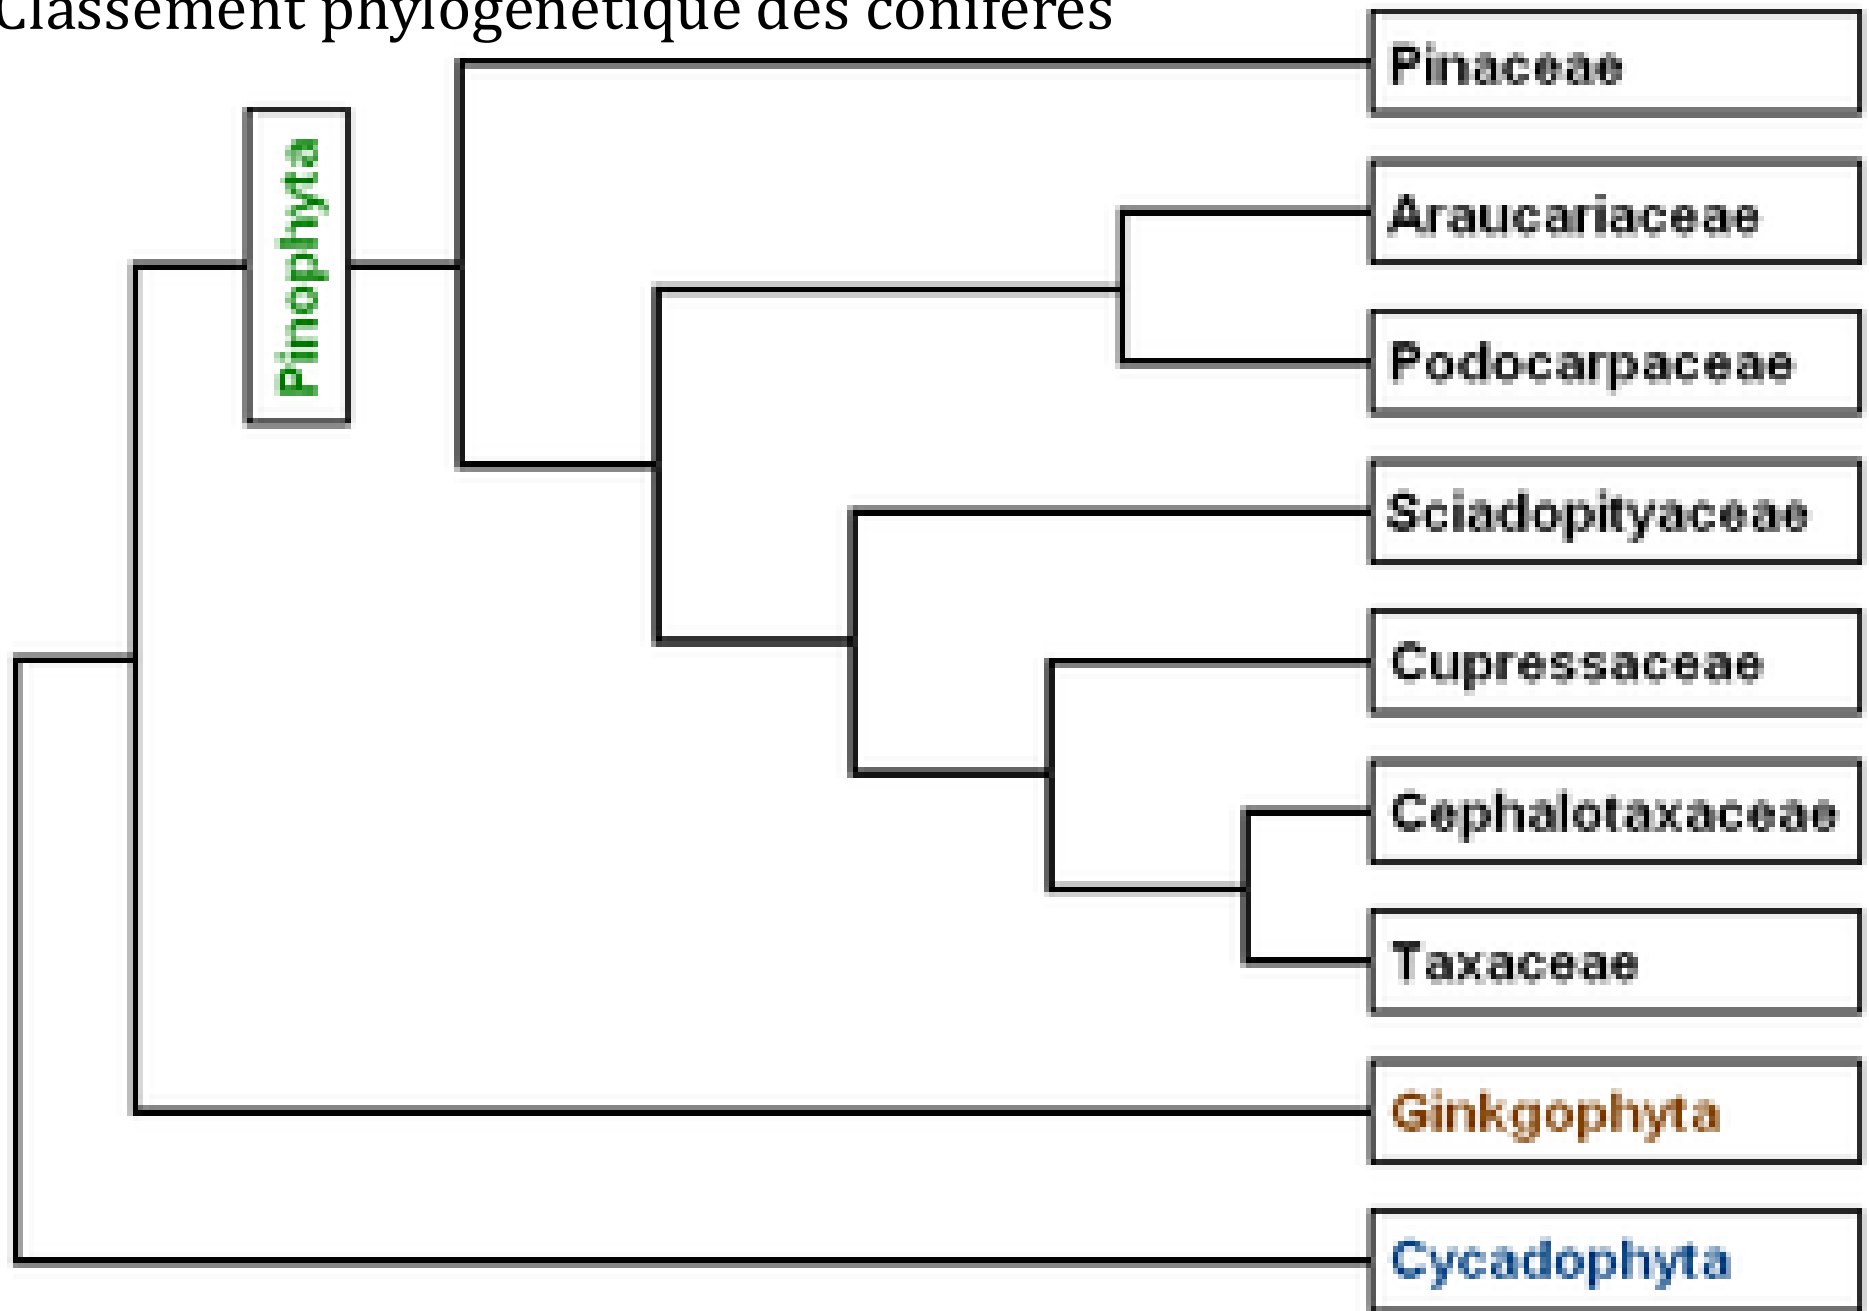 Classement phylogénétique des conifères
Pinophyta
Pinaceae
Araucariaceae
Podocarpaceae
Sciadopityaceae
Cupressaceae
Cephalotaxaceae
Taxaceae
Ginkgophyta
Cycadophyta